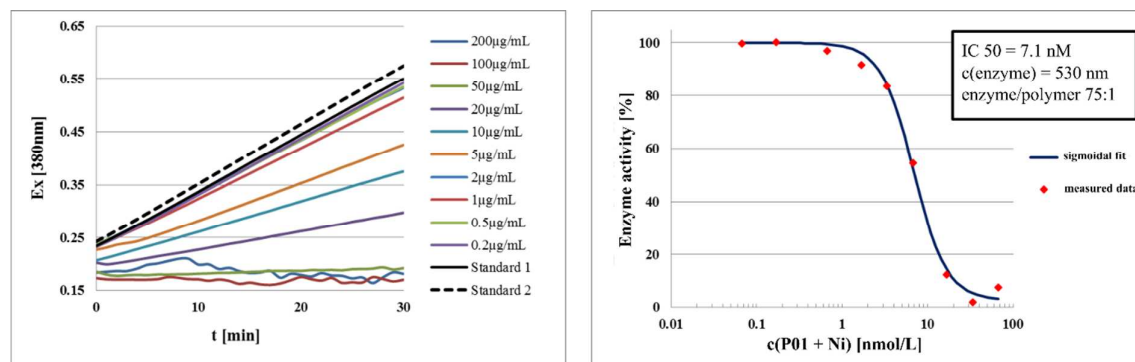 0.65
0.55
0.45
0.35
0.25
0.15
Ex [380nm]
0
10
20
30
t [min]
200µg/mL
100µg/mL
50µg/mL
20µg/mL
10µg/mL
5µg/mL
2µg/mL
1µg/mL
0.5µg/mL
0.2µg/mL
Standard 1
Standard 2
100
80
60
40
20
0
Enzyme activity [%]
0.01
0.1
1
10
100
c(P01 + Ni) [nmol/L]
IC 50 = 7.1 nM
c(enzyme) = 530 nm
enzyme/polymer 75:1
sigmoidal fit
measured data